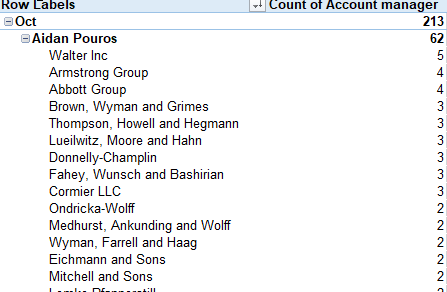 Row Labels Count of Account manager
Oct 213
Aidan Pouros 62
Walter Inc 5
Armstrong Group 4
Abbott Group 4
Brown, Wyman and Grimes 3
Thompson, Howell and Hegmann 3
Lueilwitz, Moore and Hahn 3
Donnelly-Champlin 3
Fahey, Wunsch and Bashirian 3
Cormier LLC 3
Ondricka-Wolff 2
Medhurst, Ankunding and Wolff 2
Wyman, Farrell and Haag 2
Eichmann and Sons 2
Mitchell and Sons 2